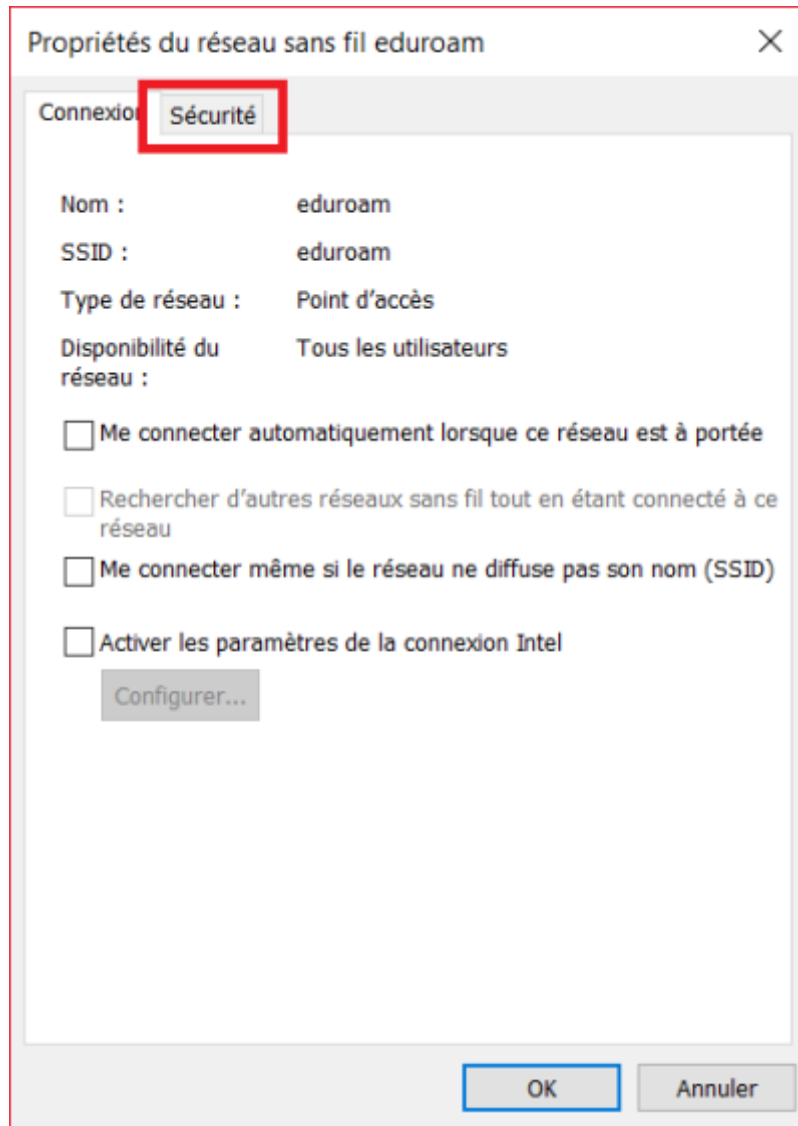 Propriétés du réseau sans fil eduroam
Connexion
Sécurité
Nom : eduroam
SSID : eduroam
Type de réseau : Point d'accès
Disponibilité du Tous les utilisateurs
réseau :
Me connecter automatiquement lorsque ce réseau est à portée
Rechercher d'autres réseaux sans fil tout en étant connecté à ce
réseau
Me connecter même si le réseau ne diffuse pas son nom (SSID)
Activer les paramètres de la connexion Intel
Configurer...
OK
Annuler